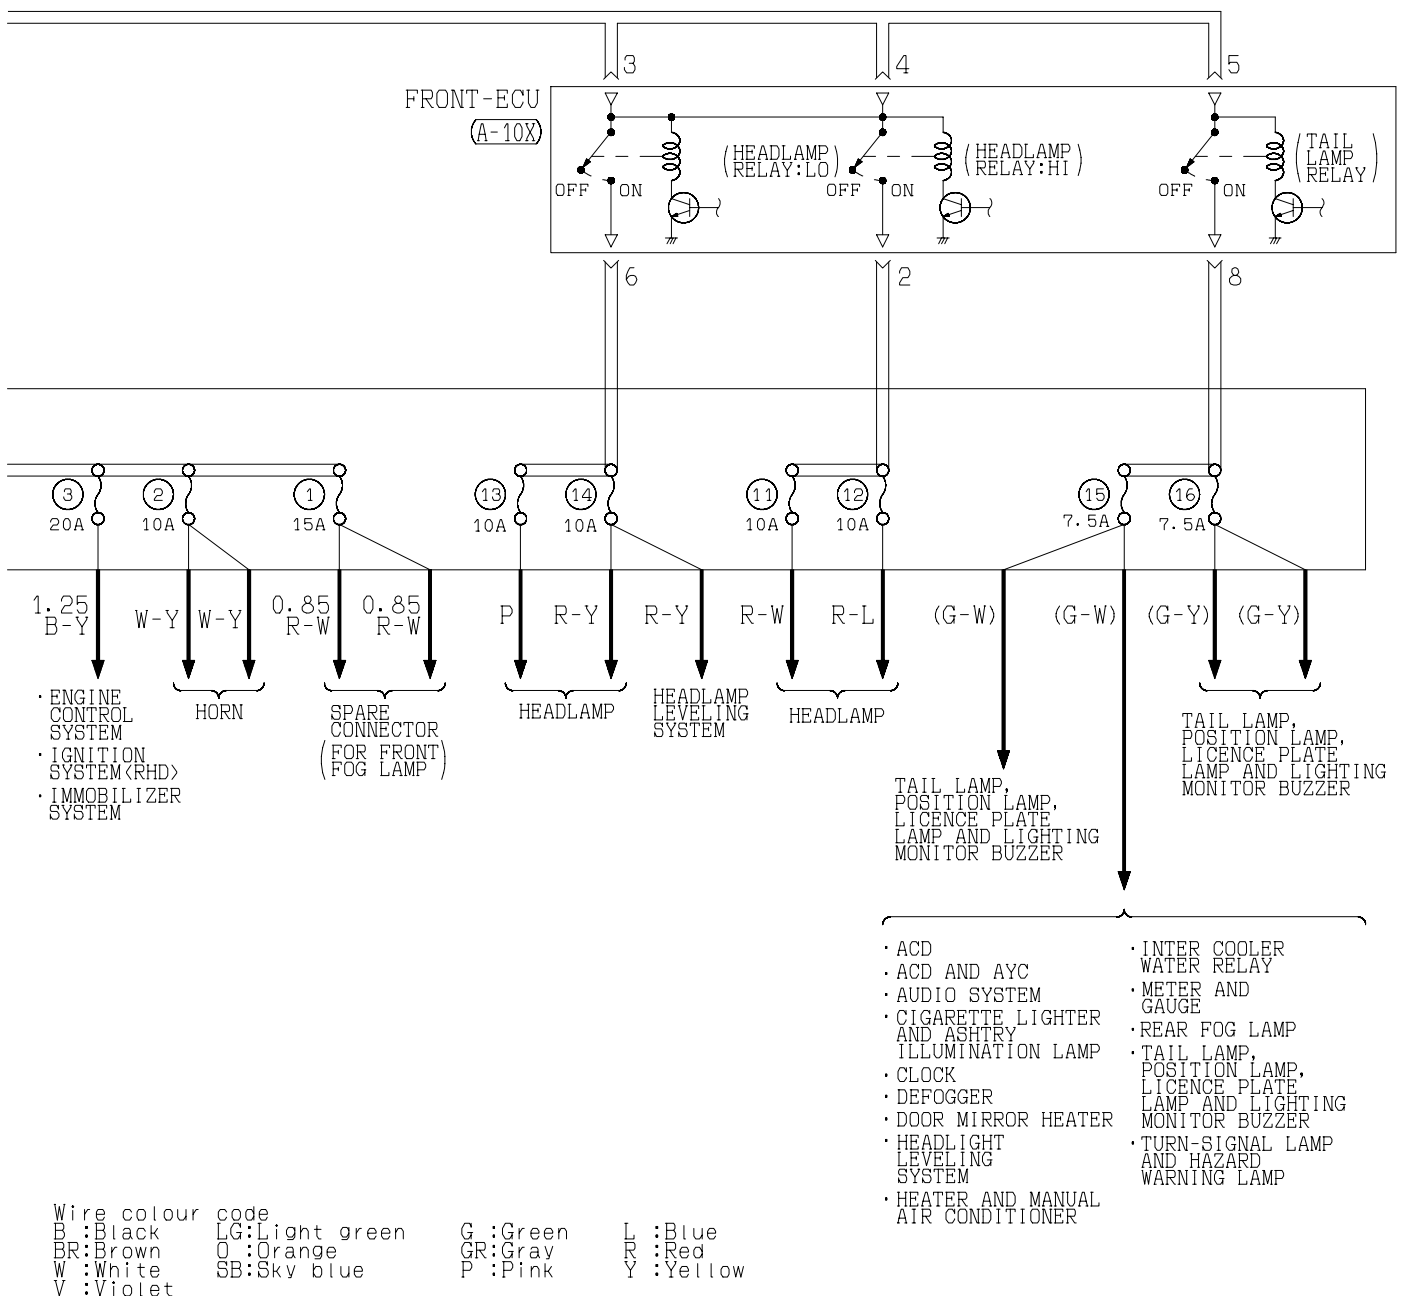 3
4
5
FRONT-ECU
A-10X
(HEADLAMP
RELAY:LO)
(HEADLAMP
RELAY:HI)
(TAIL
LAMP
RELAY)
OFF ON
OFF ON
OFF ON
6
2
8
3
20A
2
10A
1
15A
13
10A
14
10A
11
10A
12
10A
15
7.5A
16
7.5A
1.25
B-Y
W-Y
W-Y
0.85
R-W
0.85
R-W
P
R-Y
R-Y
R-W
R-L
(G-W)
(G-W)
(G-Y)
(G-Y)
· ENGINE
CONTROL
SYSTEM
· IGNITION
SYSTEM<RHD>
· IMMOBILIZER
SYSTEM
HORN
SPARE
CONNECTOR
(FOR FRONT
FOG LAMP)
HEADLAMP
HEADLAMP
LEVELING
SYSTEM
HEADLAMP
TAIL LAMP,
POSITION LAMP,
LICENCE PLATE
LAMP AND LIGHTING
MONITOR BUZZER
TAIL LAMP,
POSITION LAMP,
LICENCE PLATE
LAMP AND LIGHTING
MONITOR BUZZER
· ACD
· ACD AND AYC
· AUDIO SYSTEM
· CIGARETTE LIGHTER
AND ASHTRY
ILLUMINATION LAMP
· CLOCK
· DEFOGGER
· DOOR MIRROR HEATER
· HEADLIGHT
LEVELING
SYSTEM
· HEATER AND MANUAL
AIR CONDITIONER
· INTER COOLER
WATER RELAY
· METER AND
GAUGE
· REAR FOG LAMP
· TAIL LAMP,
POSITION LAMP,
LICENCE PLATE
LAMP AND LIGHTING
MONITOR BUZZER
· TURN-SIGNAL LAMP
AND HAZARD
WARNING LAMP
Wire colour code
B :Black LG:Light green G :Green L :Blue
BR:Brown O :Orange GR:Gray R :Red
W :White SB:Sky blue P :Pink Y :Yellow
V :Violet